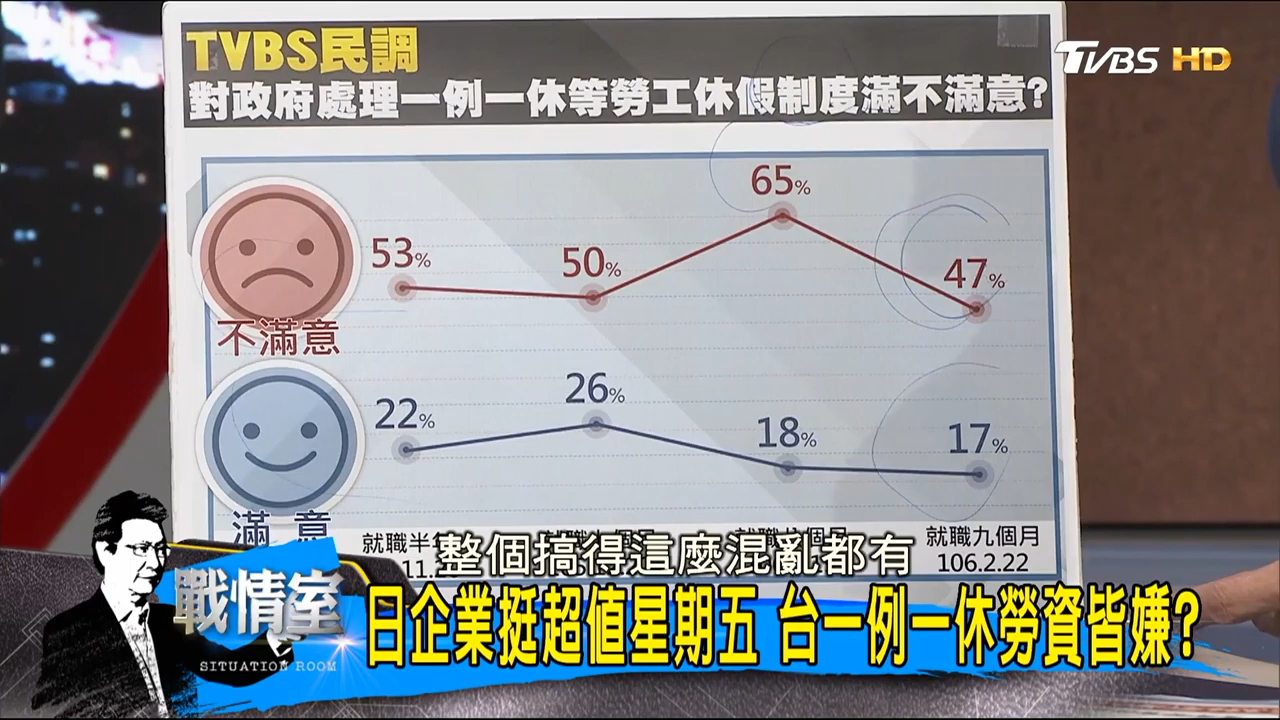 TVBS民調
TVBS HD
對政府處理一例一休等勞工休假制度滿不滿意?
65%
53%
50%
47%
不滿意
26%
22%
18%
17%
滿 意
就職半
就職九個月
106.2.22
整個搞得這麼混亂都有
戰情室
SITUATION ROOM
日企業挺超值星期五 台一例一休勞資皆嫌?